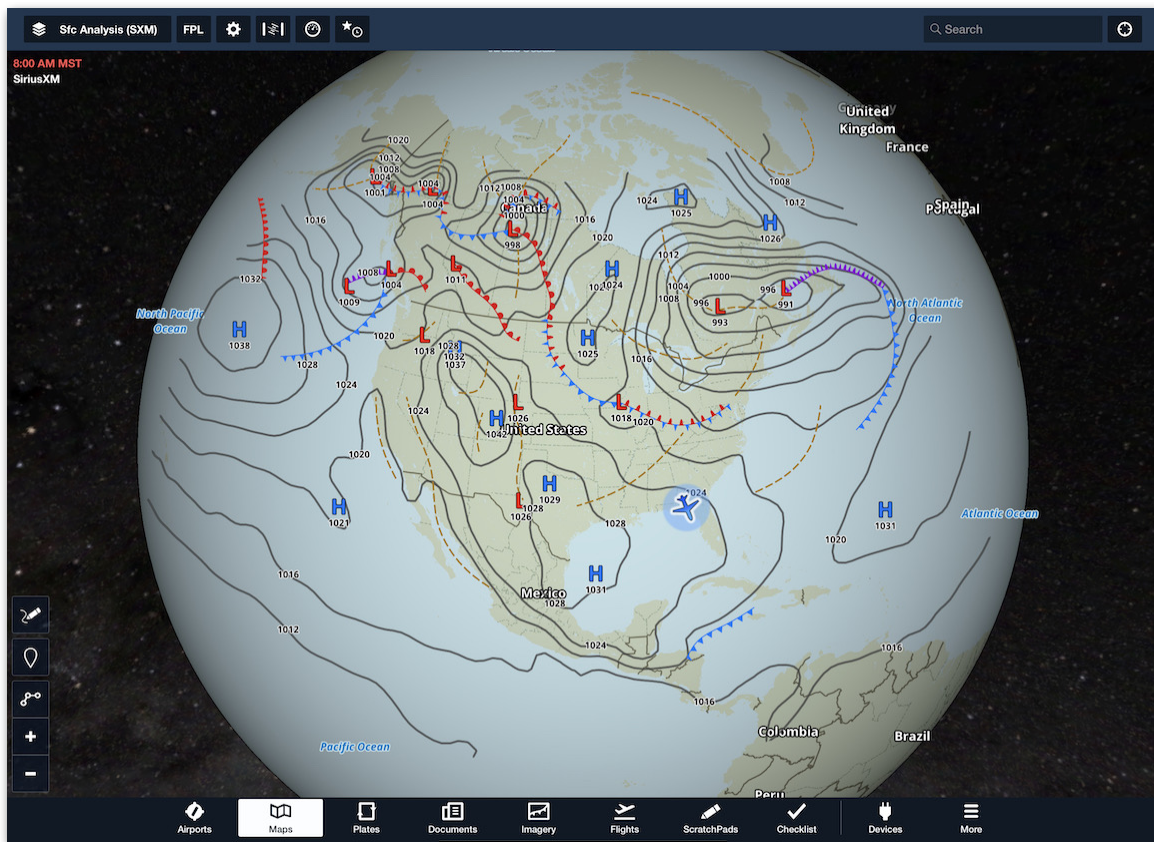 Sfc Analysis (SXM)
FPL
Search
8:00 AM MST
SiriusXM
United
Kingdom
France
Spain
Portugal
1020
1012
1008
1004
1001
1004
1004
1012
1008
1004
Canada
1000
998
1016
1016
1020
1024
1025
1026
1008
1012
H
H
L
L
L
1012
1032
1008
L
1004
L
1009
L
1011
H
1024
1000
1004
1008
996
L
993
996
L
991
North Pacific
Ocean
North Atlantic
Ocean
H
1038
1028
1020
L
1018
1028
1032
1037
H
1025
1016
1024
1024
L
1026
H
1042
United States
L
1018
1020
1020
H
1021
H
1029
L
1028
1026
1028
1024
H
1031
1020
Atlantic Ocean
1016
H
1031
Mexico
1028
1012
1024
1016
1016
Pacific Ocean
Colombia
Brazil
Peru
Airports
Maps
Plates
Documents
Imagery
Flights
ScratchPads
Checklist
Devices
More